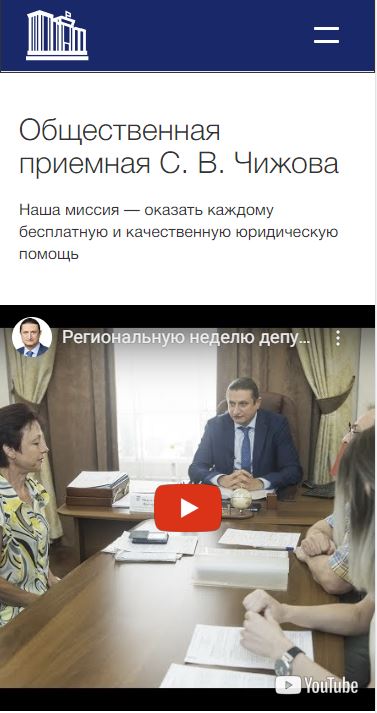 Общественная
приемная С. В. Чижова
Наша миссия — оказать каждому
бесплатную и качественную юридическую
помощь
Региональную неделю депу...
YouTube